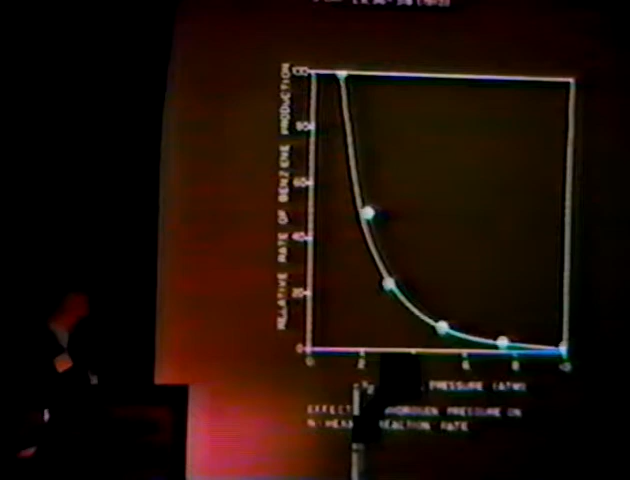 RELATIVE RATE OF BENZENE PRODUCTION
100
80
60
40
20
0
0 2 6 8 10
PRESSURE (ATM)
EFFECT HYDROGEN PRESSURE ON
REACTION RATE